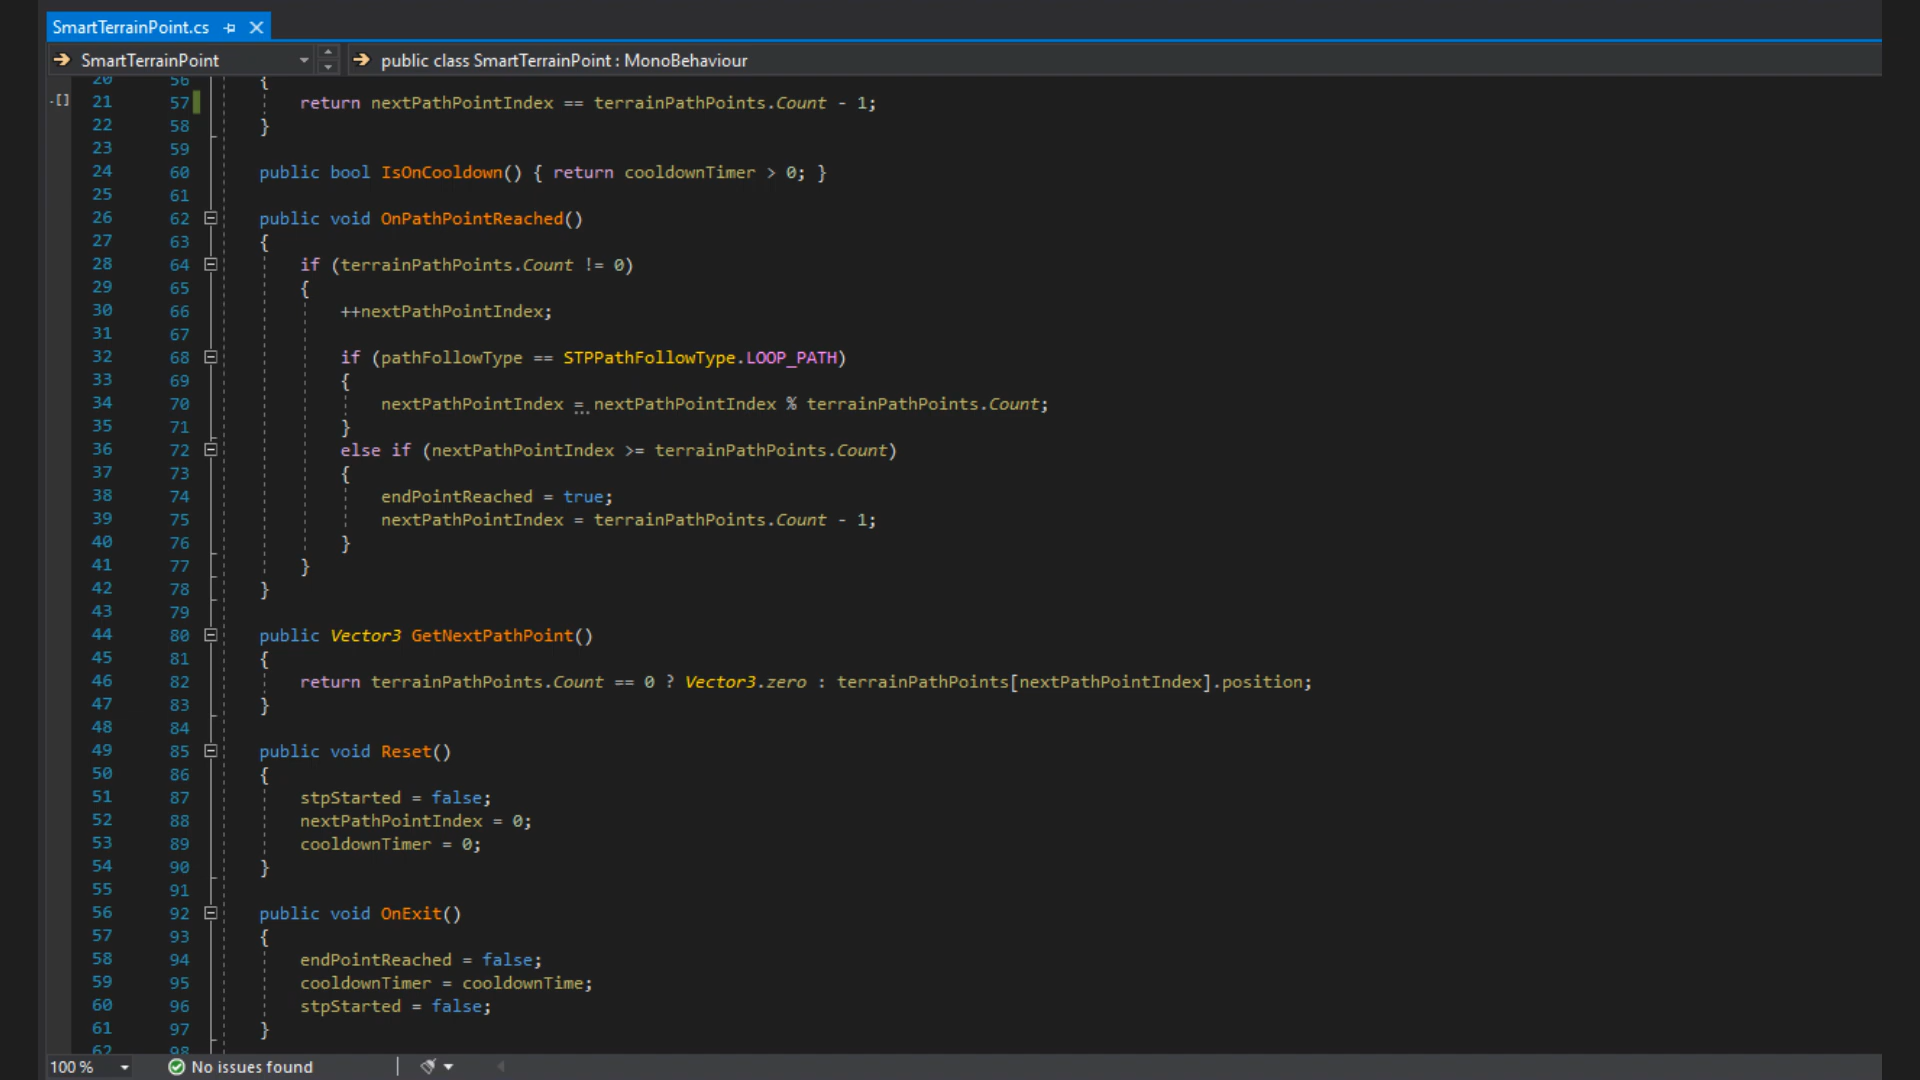 SmartTerrainPoint.cs
SmartTerrainPoint public class SmartTerrainPoint : MonoBehaviour
20 56 {
21 57 return nextPathPointIndex == terrainPathPoints.Count - 1;
22 58 }
23 59
24 60 public bool IsOnCooldown() { return cooldownTimer > 0; }
25 61
26 62 public void OnPathPointReached()
27 63 {
28 64 if (terrainPathPoints.Count != 0)
29 65 {
30 66 ++nextPathPointIndex;
31 67
32 68 if (pathFollowType == STPPathFollowType.LOOP_PATH)
33 69 {
34 70 nextPathPointIndex = nextPathPointIndex % terrainPathPoints.Count;
35 71 }
36 72 else if (nextPathPointIndex >= terrainPathPoints.Count)
37 73 {
38 74 endPointReached = true;
39 75 nextPathPointIndex = terrainPathPoints.Count - 1;
40 76 }
41 77 }
42 78 }
43 79
44 80 public Vector3 GetNextPathPoint()
45 81 {
46 82 return terrainPathPoints.Count == 0 ? Vector3.zero : terrainPathPoints[nextPathPointIndex].position;
47 83 }
48 84
49 85 public void Reset()
50 86 {
51 87 stpStarted = false;
52 88 nextPathPointIndex = 0;
53 89 cooldownTimer = 0;
54 90 }
55 91
56 92 public void OnExit()
57 93 {
58 94 endPointReached = false;
59 95 cooldownTimer = cooldownTime;
60 96 stpStarted = false;
61 97 }
62 98
100 % No issues found